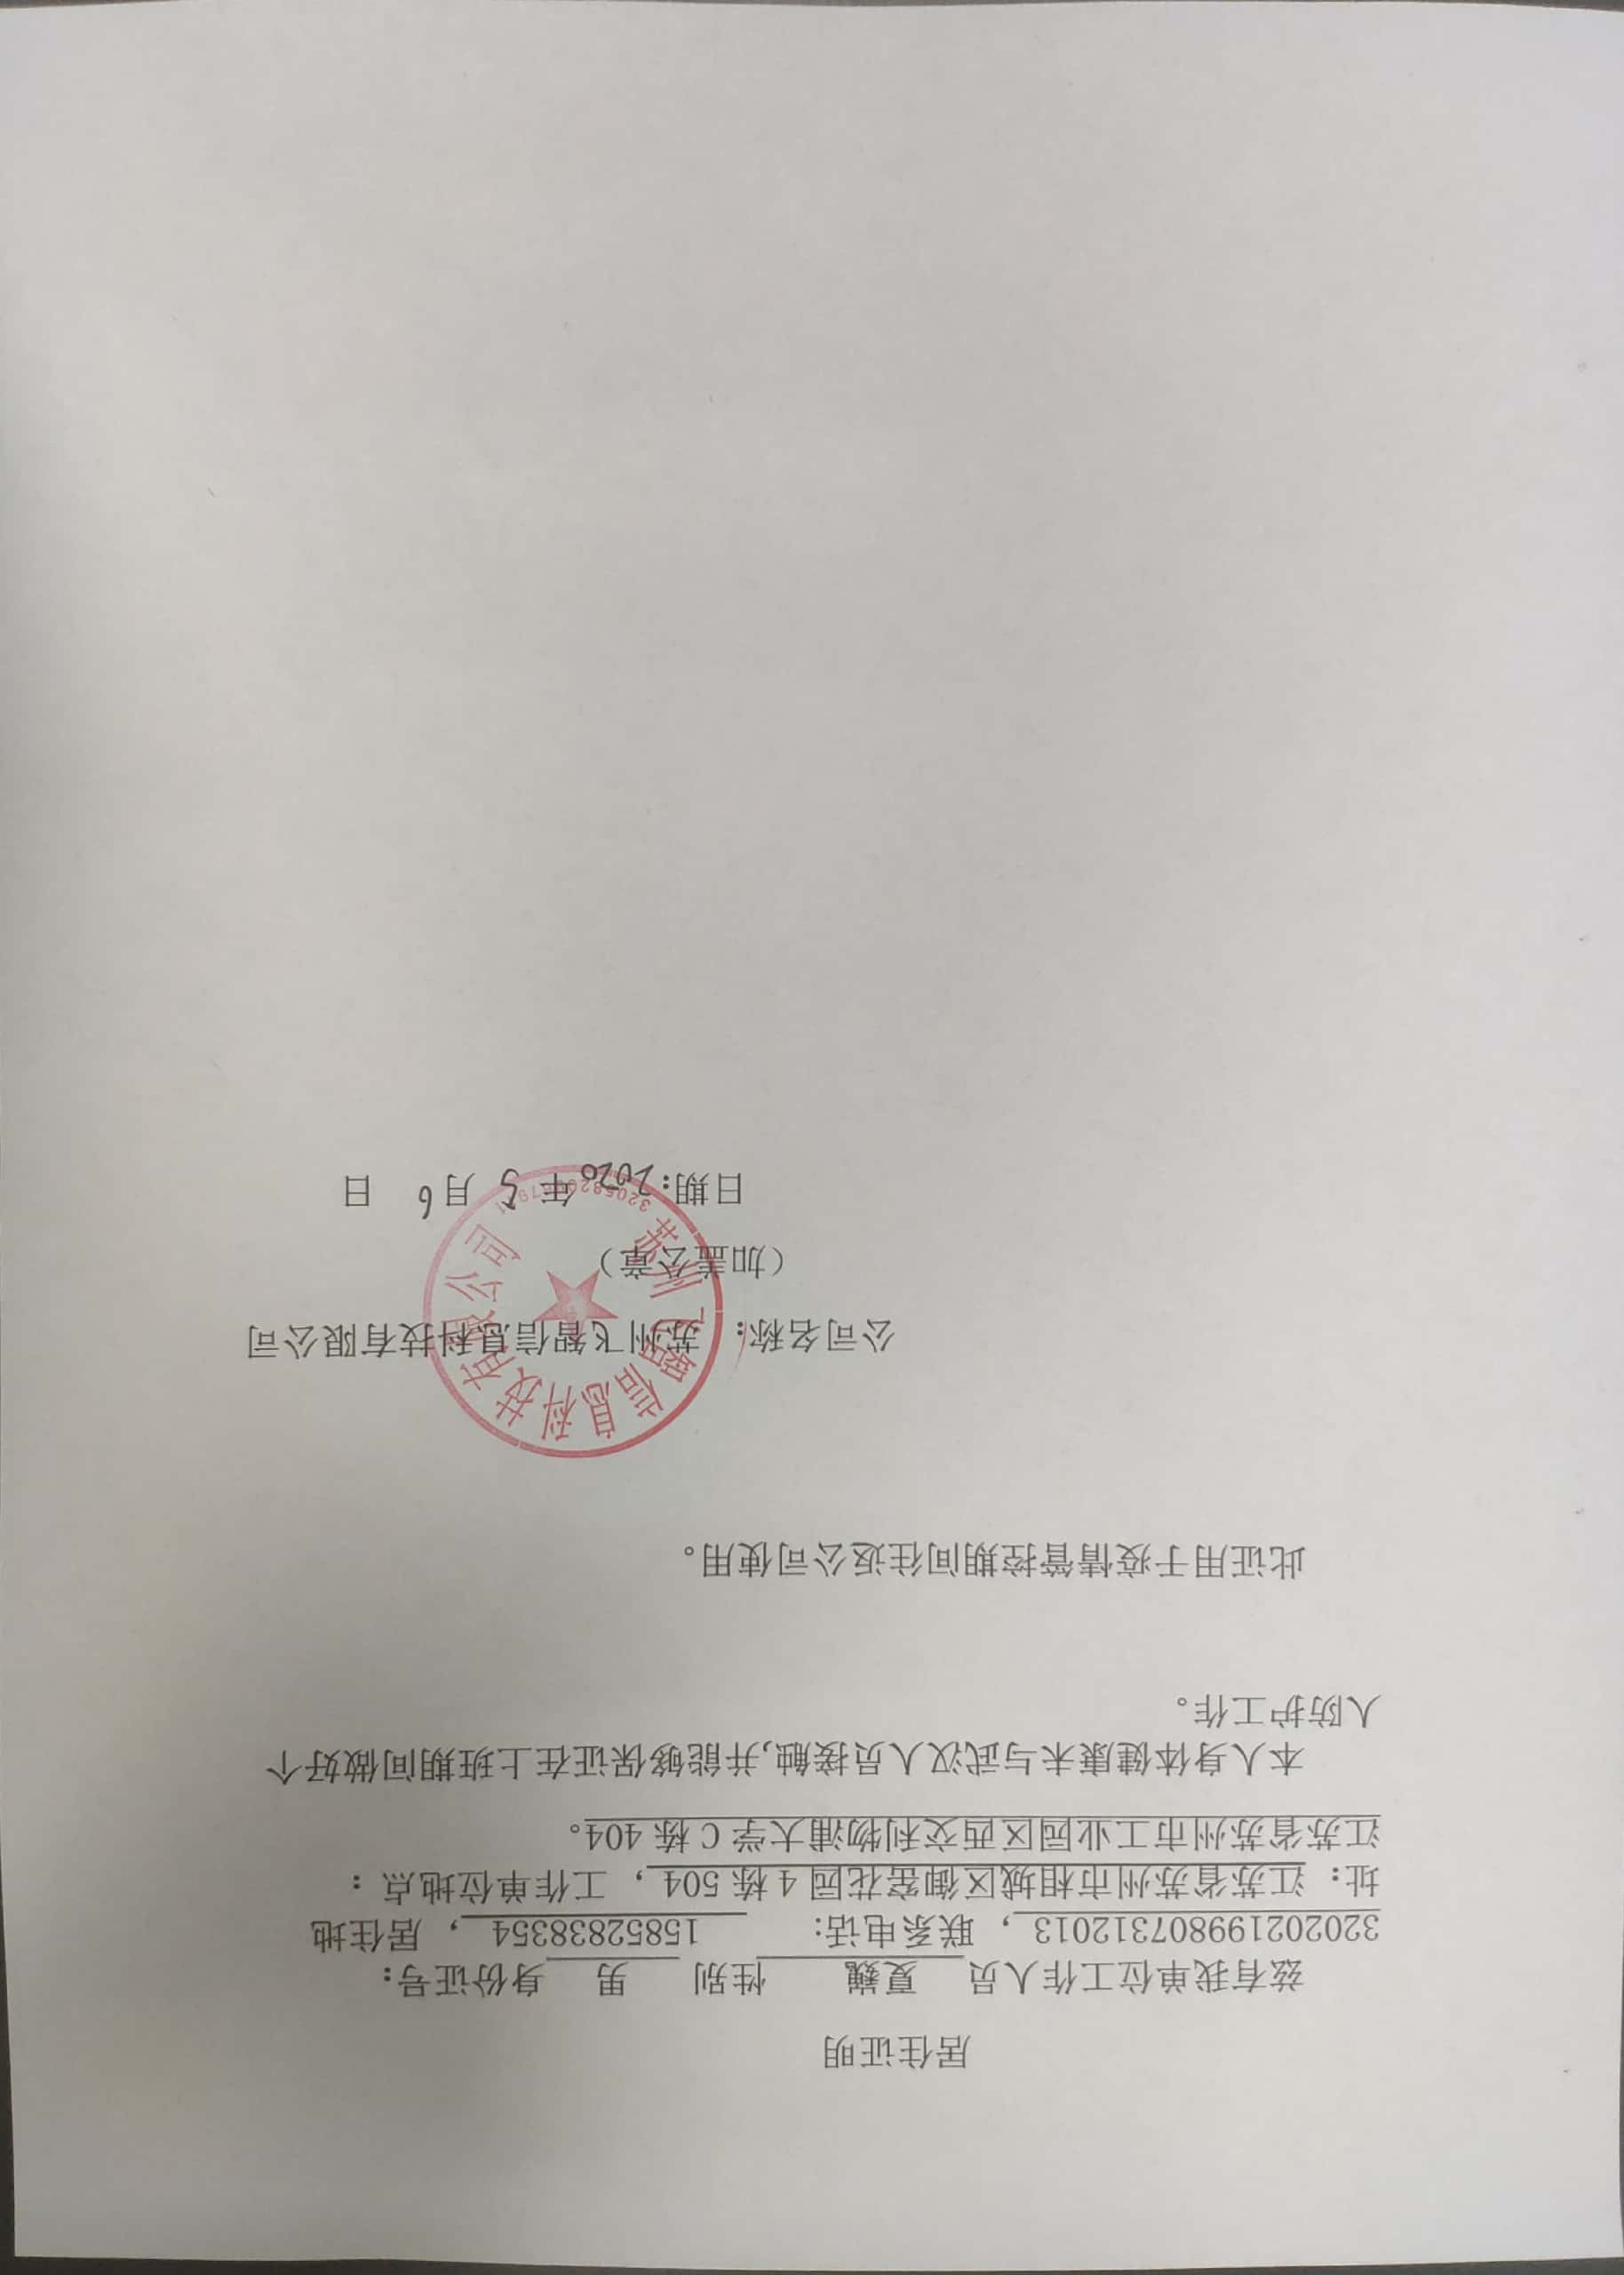 居住证明
兹有我单位工作人员 夏巍 性别 男 身份证号：
320202199807312013，联系电话： 15852838354，居住地
址：江苏省苏州市相城区御窑花园 4 栋 504，工作单位地点：
江苏省苏州市工业园区西交利物浦大学 C 栋 404。
本人身体健康未与武汉人员接触,并能够保证在上班期间做好个
人防护工作。
此证用于疫情管控期间往返公司使用。
公司名称：苏州飞智信息科技有限公司
（加盖公章）
日期：2020年 5 月 6 日
苏州飞智信息科技有限公司